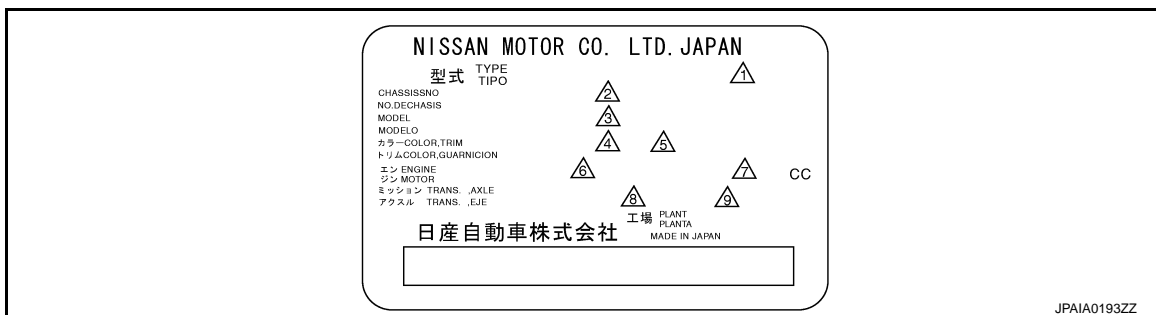 NISSAN MOTOR CO. LTD. JAPAN
型式 TYPE
TIPO
1
CHASSISSNO
2
NO.DECHASIS
MODEL
3
MODELO
カラーCOLOR,TRIM
4 5
トリムCOLOR,GUARNICION
エン ENGINE
6 7 CC
ジン MOTOR
ミッション TRANS. ,AXLE
アクスル TRANS. ,EJE
8 9
工場 PLANT
PLANTA
日産自動車株式会社
MADE IN JAPAN
JPAIA0193ZZ